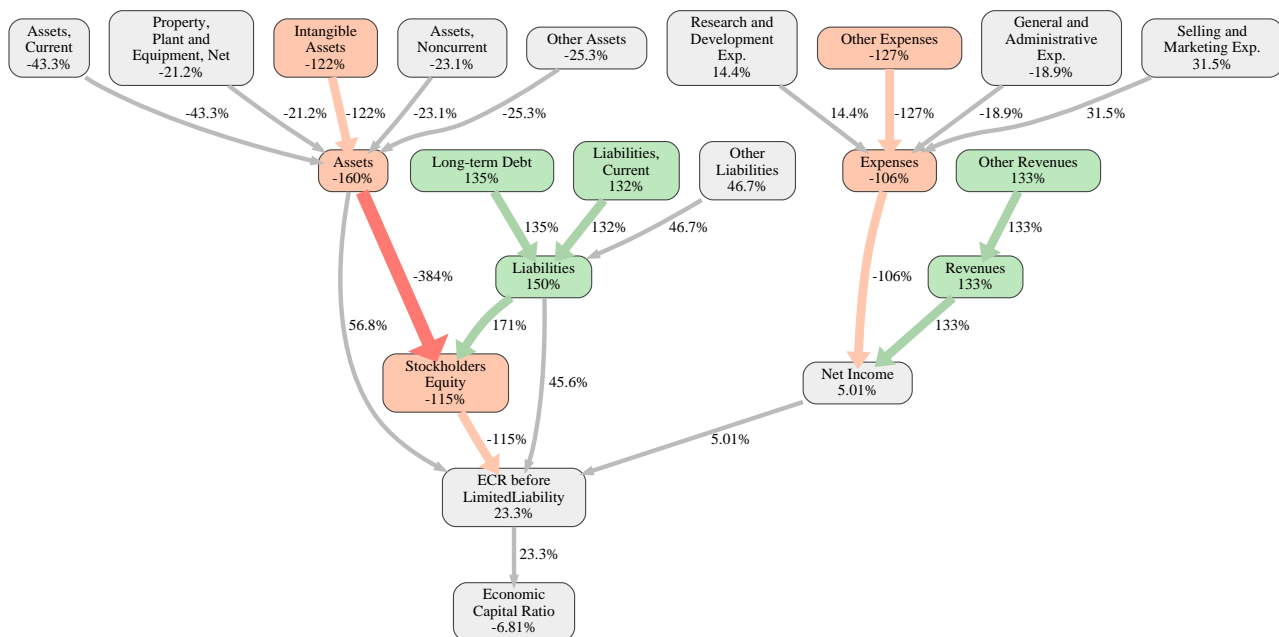 Assets,
Current
-43.3%
Property,
Plant and
Equipment, Net
-21.2%
Intangible
Assets
-122%
Assets,
Noncurrent
-23.1%
Other Assets
-25.3%
Research and
Development
Exp.
14.4%
Other Expenses
-127%
General and
Administrative
Exp.
-18.9%
Selling and
Marketing Exp.
31.5%
-43.3%
-21.2%
-122%
-23.1%
-25.3%
14.4%
-127%
-18.9%
31.5%
Assets
-160%
Long-term Debt
135%
Liabilities,
Current
132%
Other
Liabilities
46.7%
Expenses
-106%
Other Revenues
133%
135%
132%
46.7%
133%
-384%
Liabilities
150%
-106%
Revenues
133%
56.8%
171%
133%
Stockholders
Equity
-115%
45.6%
Net Income
5.01%
-115%
5.01%
ECR before
LimitedLiability
23.3%
23.3%
Economic
Capital Ratio
-6.81%